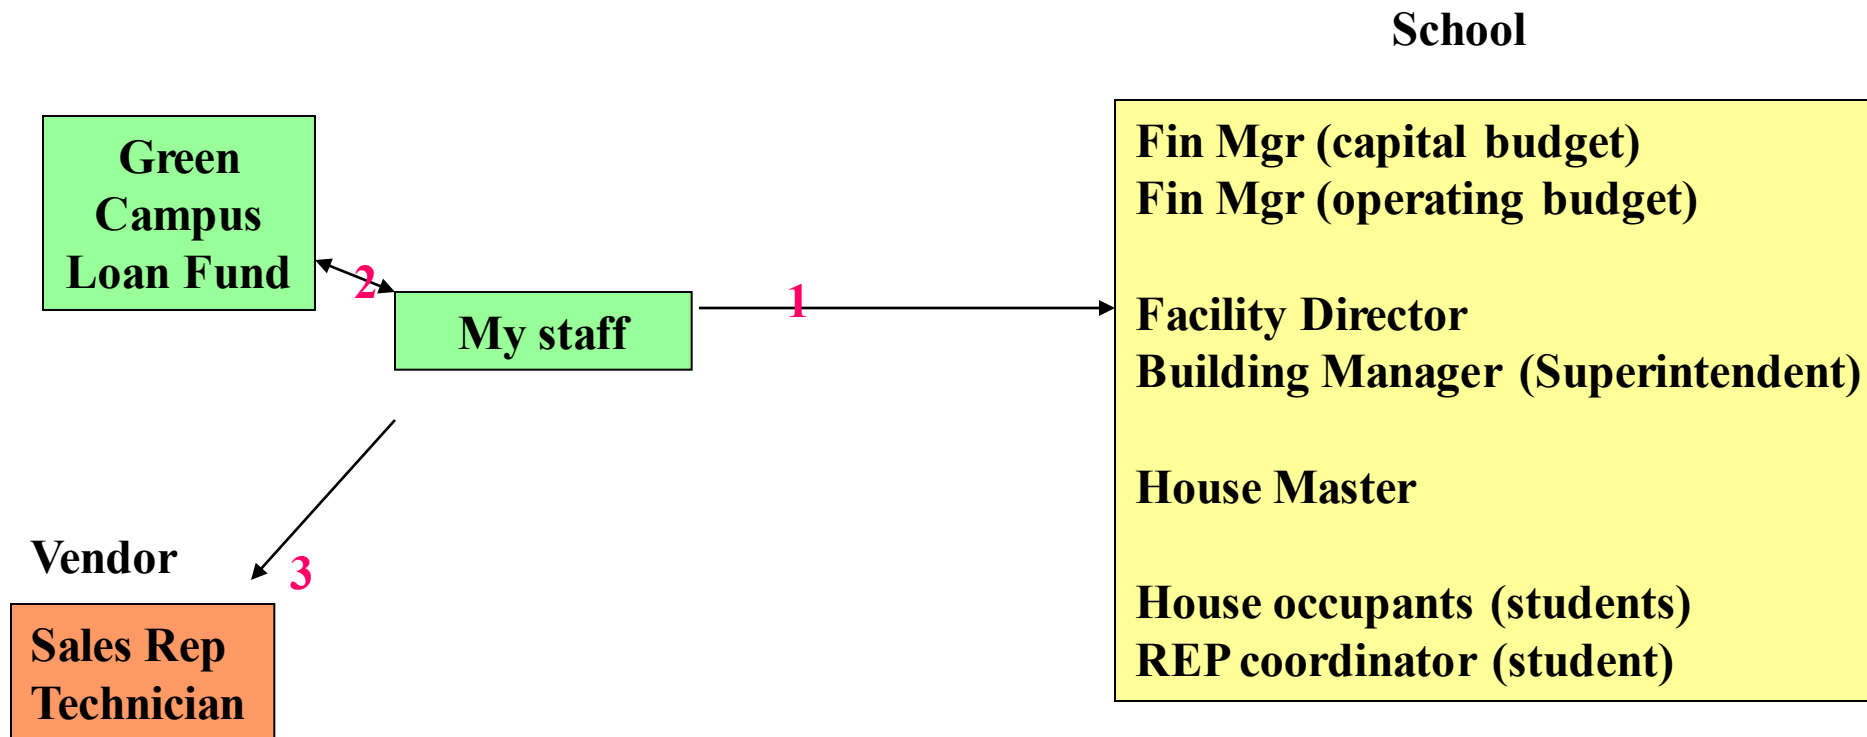 School
Green
Campus
Loan Fund
2
My staff
1
Fin Mgr (capital budget)
Fin Mgr (operating budget)
Facility Director
Building Manager (Superintendent)
House Master
House occupants (students)
REP coordinator (student)
Vendor
3
Sales Rep
Technician